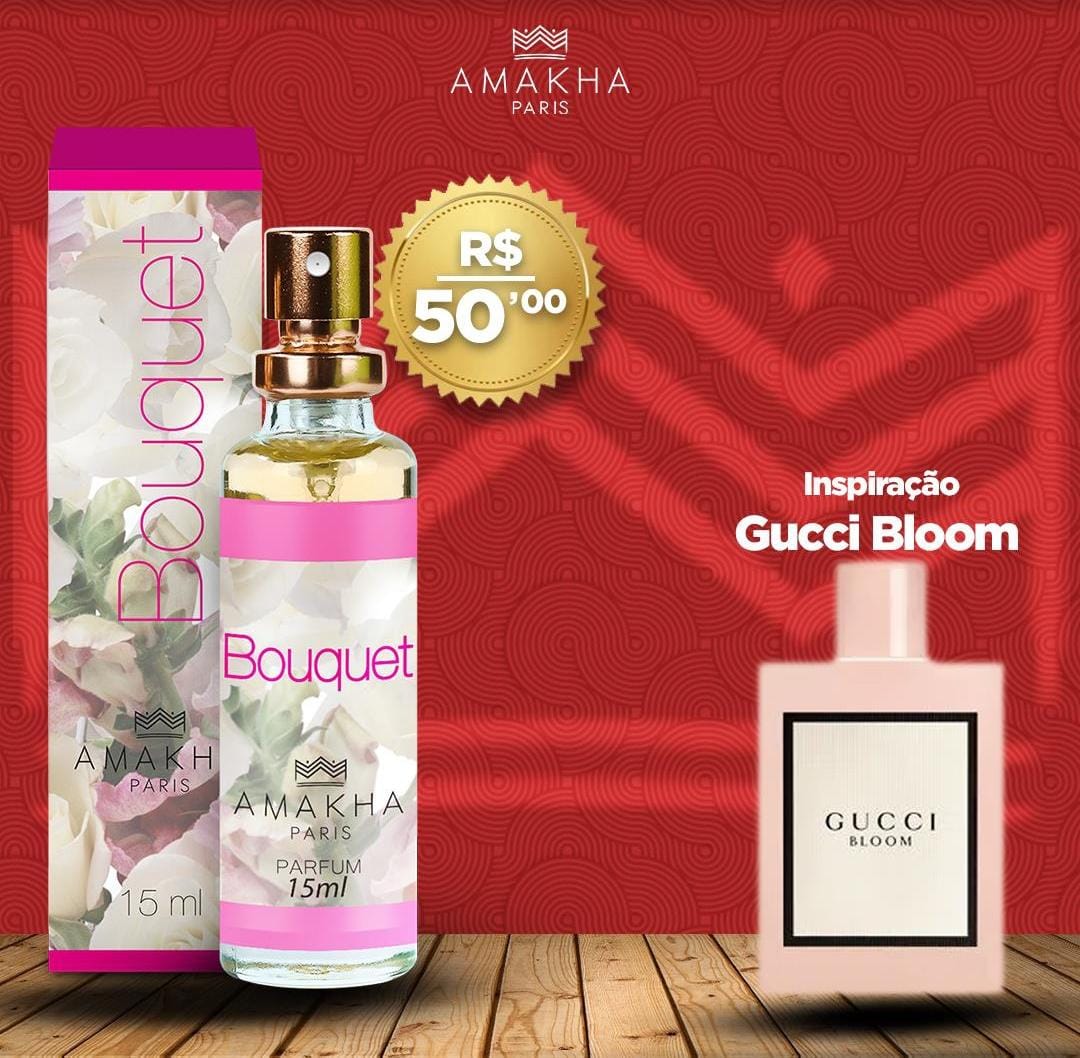 AMAKHA
PARIS
Bouquet
AMAKH
PARIS
15 ml
R$
50,00
Bouquet
AMAKHA
PARIS
PARFUM
15ml
Inspiração
Gucci Bloom
GUCCI
BLOOM